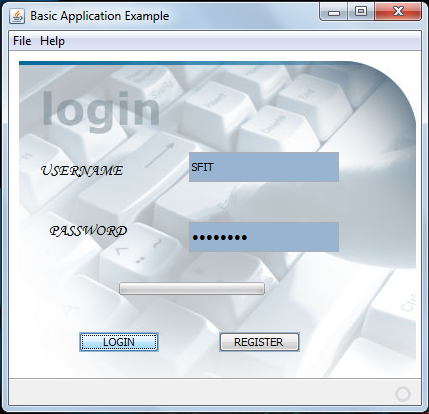 Basic Application Example
File Help
login
USERNAME
SFIT
PASSWORD
••••••••
LOGIN
REGISTER